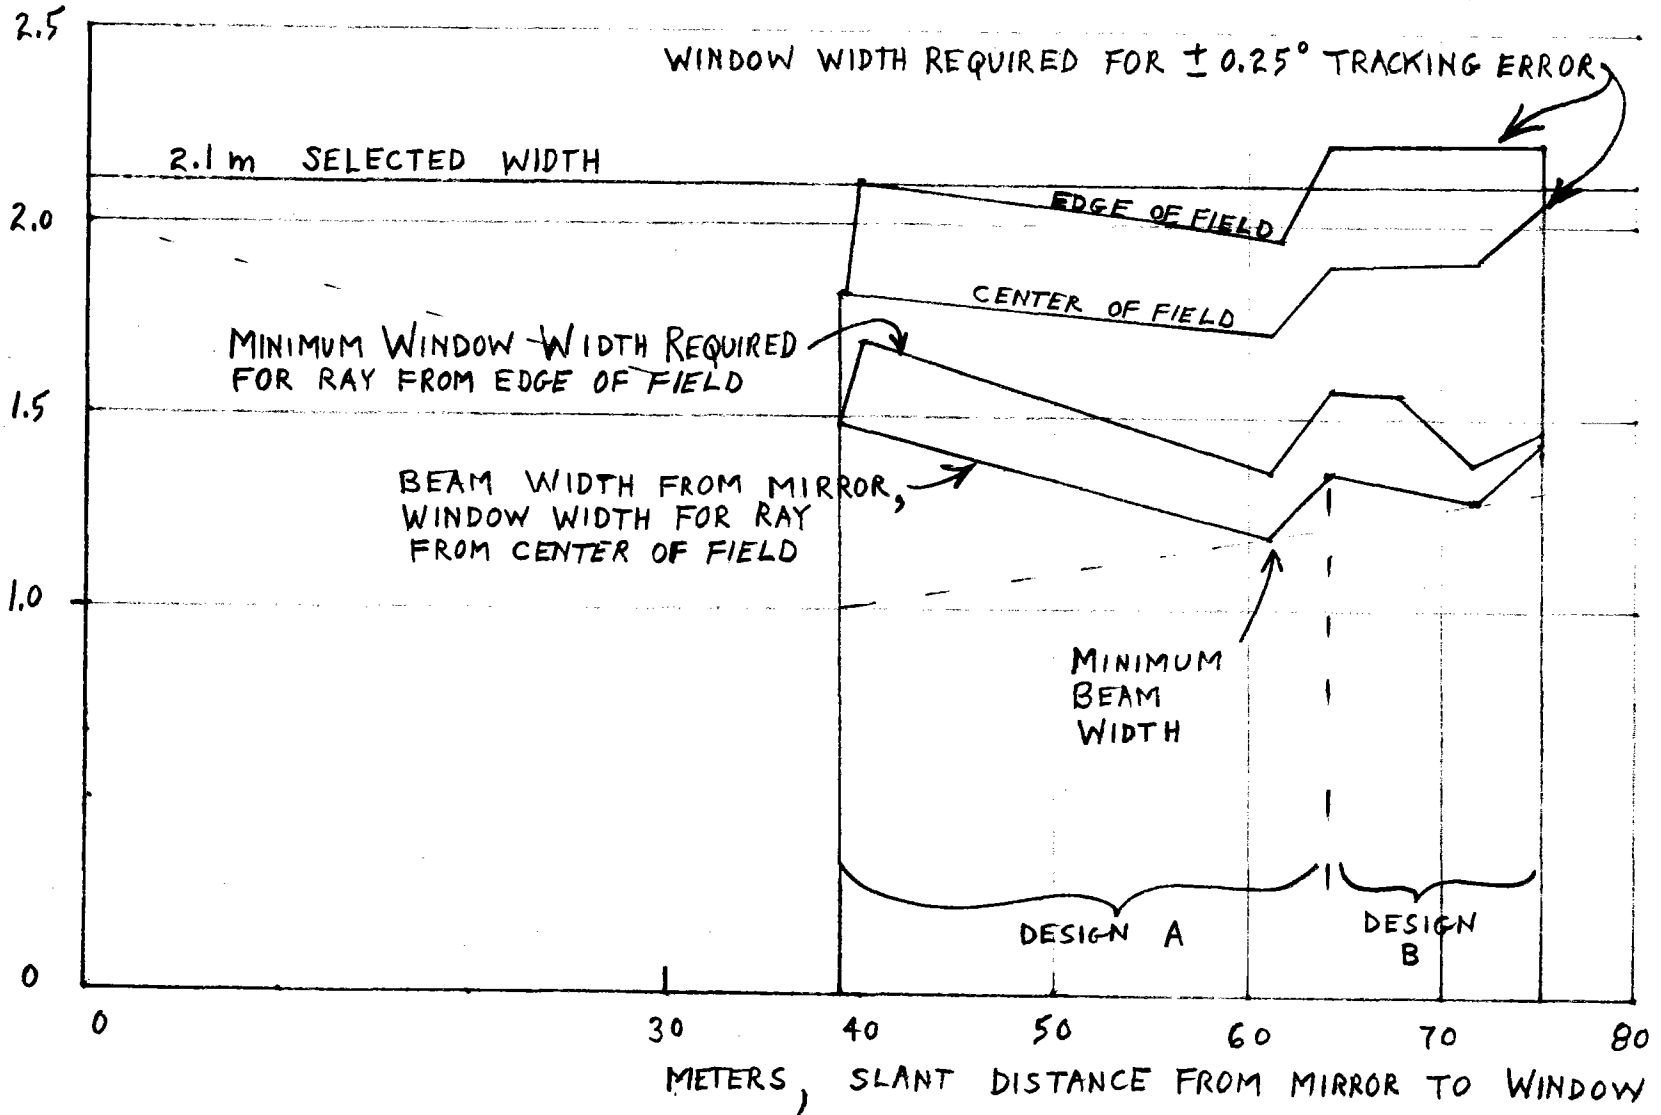 2.5
WINDOW WIDTH REQUIRED FOR ± 0.25° TRACKING ERROR
2.1 m SELECTED WIDTH
2.0
EDGE OF FIELD
CENTER OF FIELD
MINIMUM WINDOW WIDTH REQUIRED
FOR RAY FROM EDGE OF FIELD
1.5
BEAM WIDTH FROM MIRROR,
WINDOW WIDTH FOR RAY
FROM CENTER OF FIELD
1.0
MINIMUM
BEAM
WIDTH
DESIGN A
DESIGN
B
0
0 30 40 50 60 70 80
METERS, SLANT DISTANCE FROM MIRROR TO WINDOW